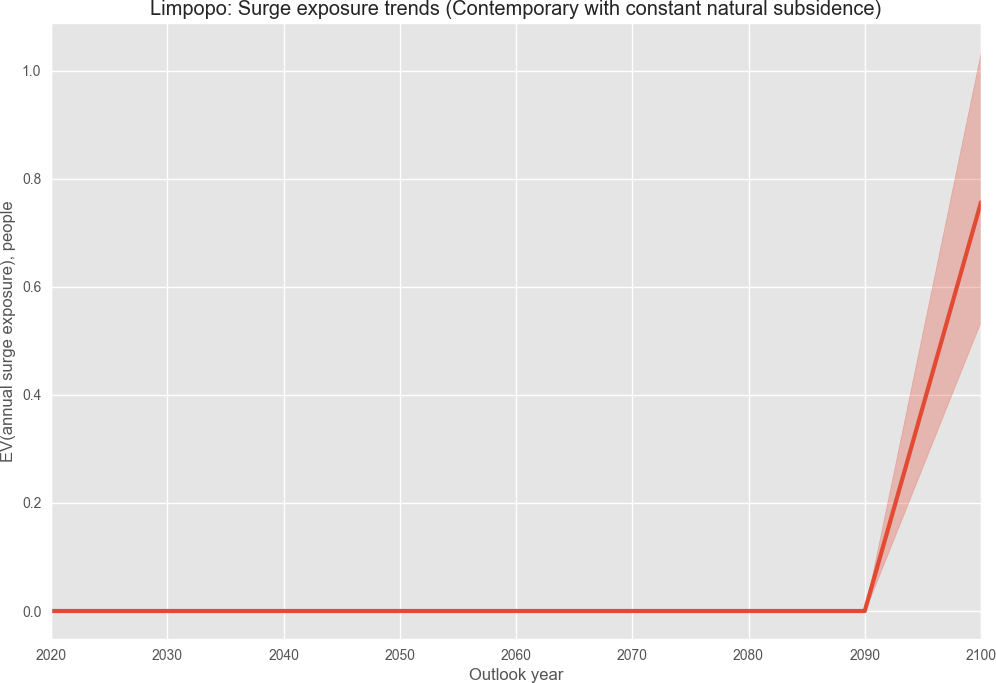 Limpopo: Surge exposure trends (Contemporary with constant natural subsidence)
EV(annual surge exposure), people
1.0
0.8
0.6
0.4
0.2
0.0
2020 2030 2040 2050 2060 2070 2080 2090 2100
Outlook year